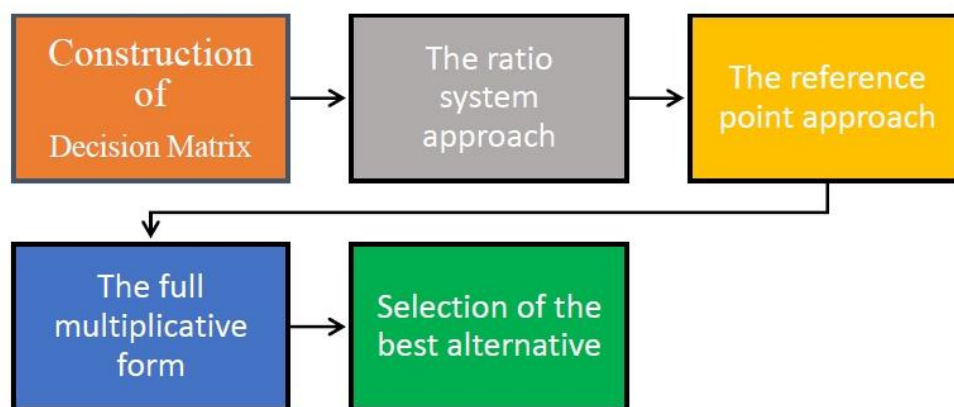 Construction
of
Decision Matrix
The ratio
system
approach
The reference
point approach
The full
multiplicative
form
Selection of the
best alternative